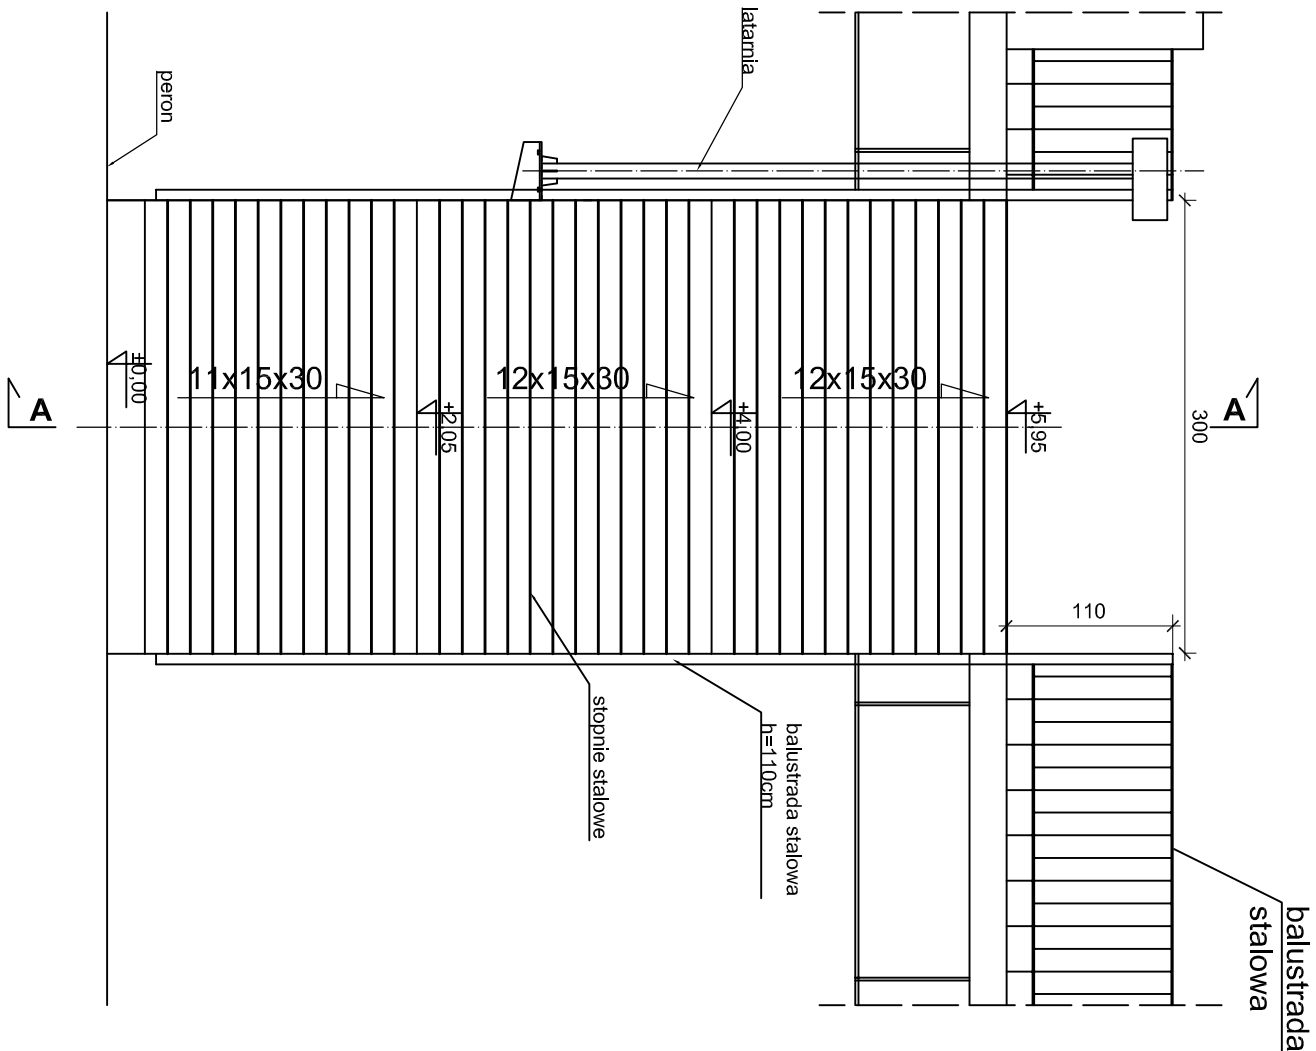 latarnia
peron
±0,00
11x15x30
12x15x30
12x15x30
+2,05
+4,00
+5,95
A
A
300
110
stopnie stalowe
balustrada stalowa
h=110cm
balustrada
stalowa